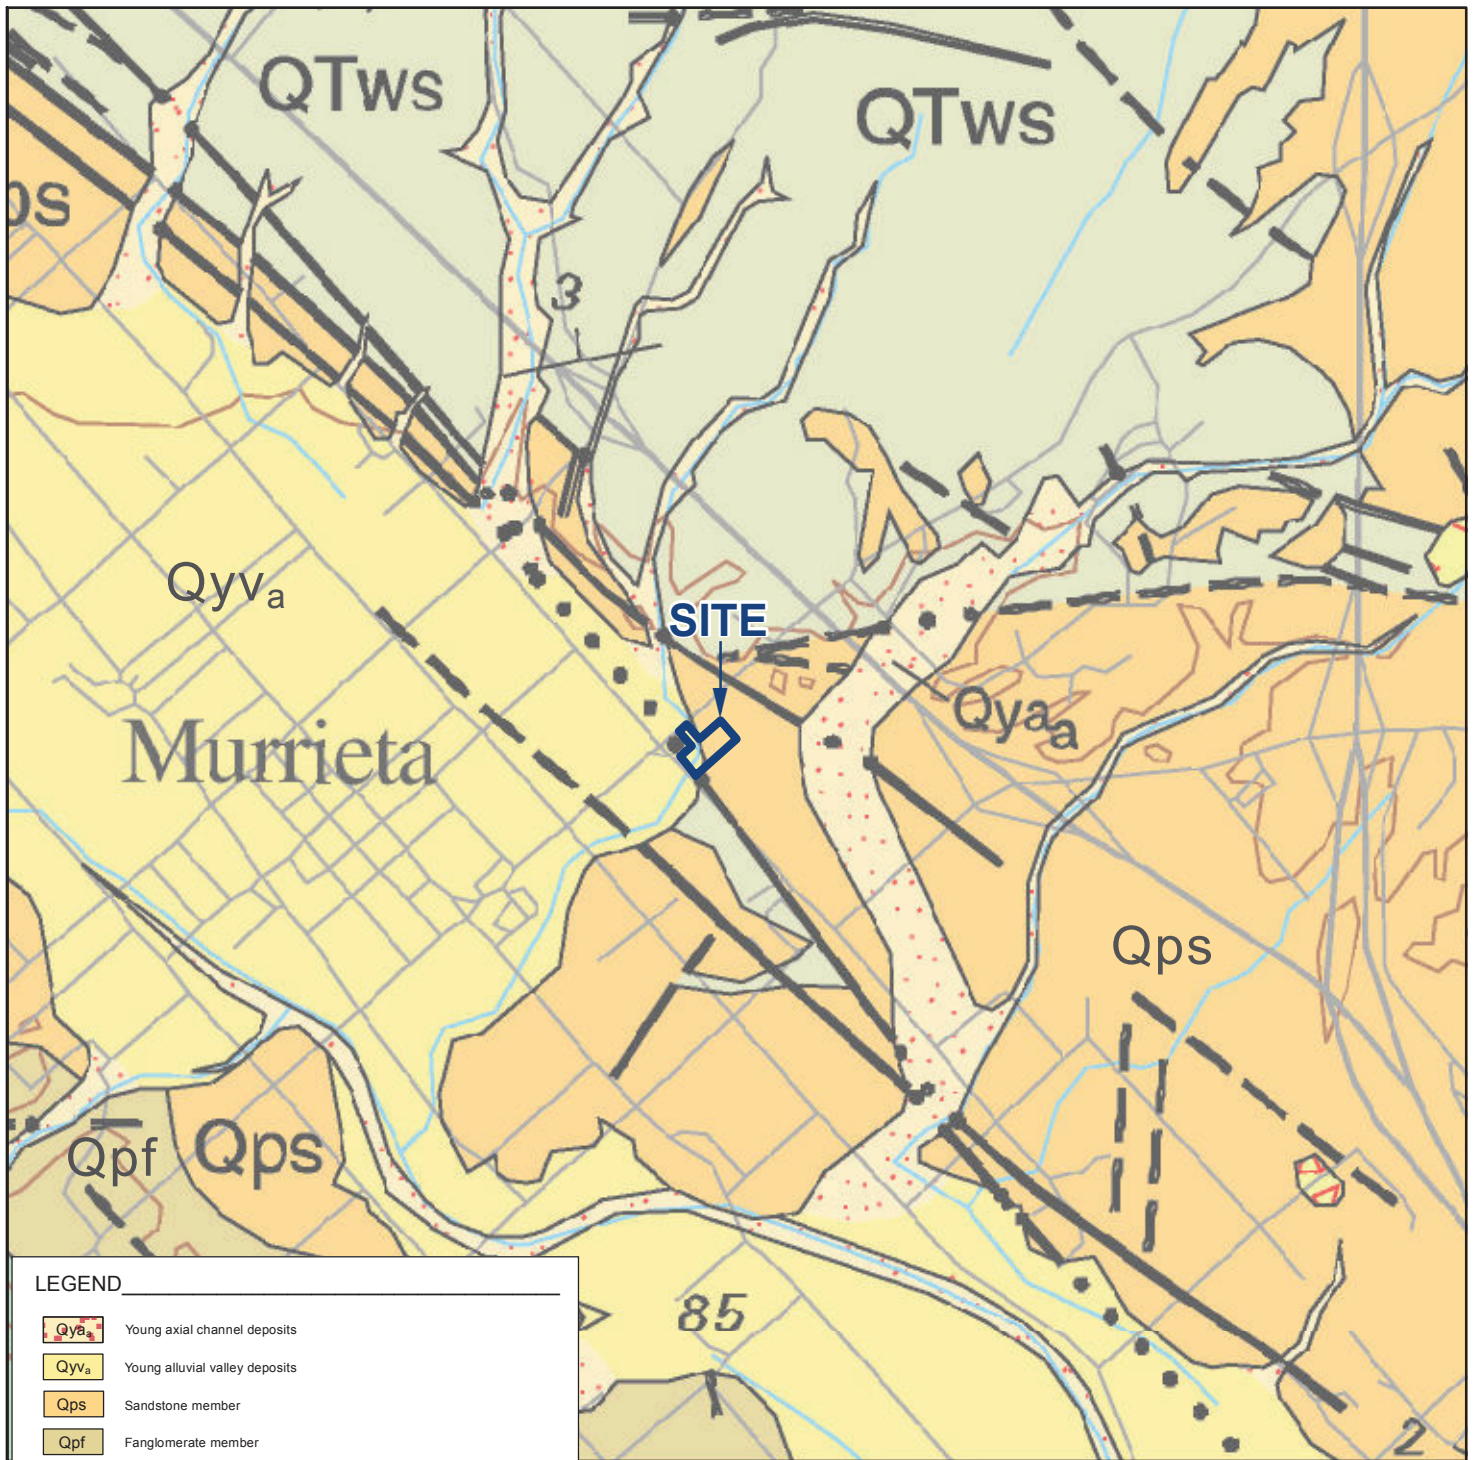 QTws
QTws
ps
3
Qyva
SITE
Qyaa
Murrieta
Qps
Qpf
Qps
85
2
LEGEND
Qyaa Young axial channel deposits
Qyva Young alluvial valley deposits
Qps Sandstone member
Qpf Fanglomerate member